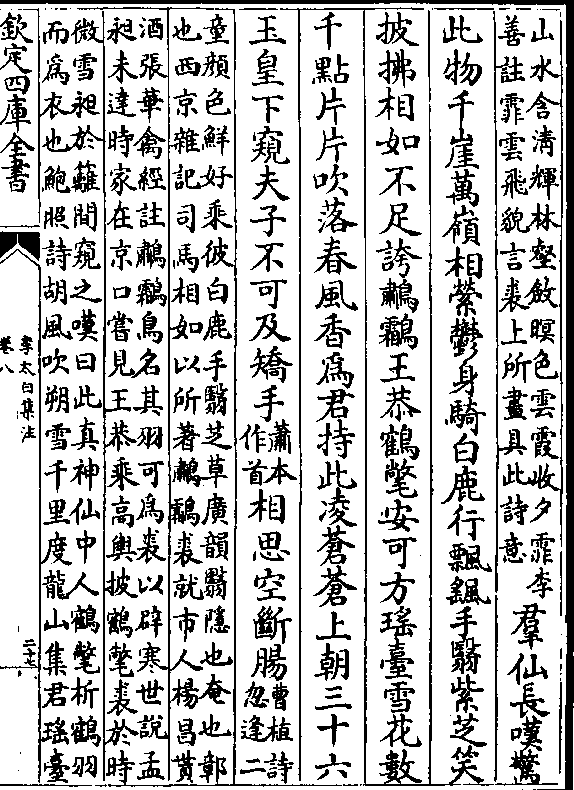 山水含清輝林壑斂暝色雲霞收夕霏李
善註霏雲飛貌言裘上所畫具此詩意
羣仙長嘆驚
此物千崖萬嶺相縈鬱身騎白鹿行飄飖手翳紫芝笑
披拂相如不足誇鷫鸘王恭鶴氅安可方瑤臺雪花數
千點片片吹落春風香爲君持此凌蒼蒼上朝三十六
玉皇下窺夫子不可及矯手
蕭本
作首
相思空斷腸
曹植詩
忽逢二
童顔色鮮好乘彼白鹿手翳芝草廣韻翳隱也奄也鄣
也西京雜記司馬相如以所著鷫鸘裘就市人楊昌貰
酒張華禽經註鷫鸘鳥名其羽可爲裘以辟寒世說孟
昶未達時家在京口嘗見王恭乘高輿披鶴氅裘於時
微雪昶於籬間窺之嘆曰此真神仙中人鶴氅析鶴羽
而爲衣也鮑照詩胡風吹朔雪千里度龍山集君瑤臺
欽定四庫全書
李太白集注
卷八
二十七